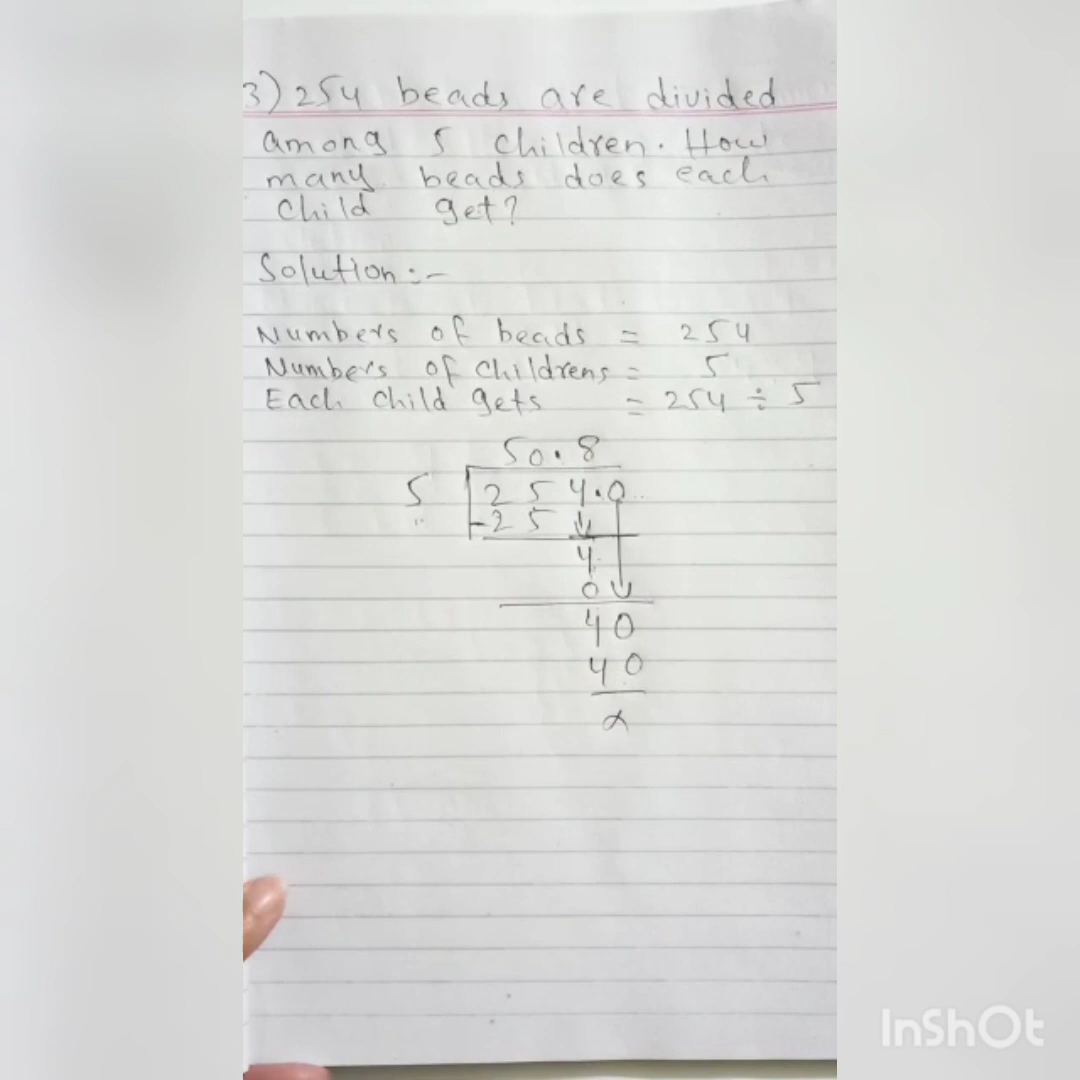 3) 254 beads are divided
among 5 children. How
many beads does each
child get?
Solution :-
Numbers of beads = 254
Numbers of childrens = 5
Each child gets = 254 ÷ 5
50.8
5 254.0
-25
4
0
40
40
x
InShOt